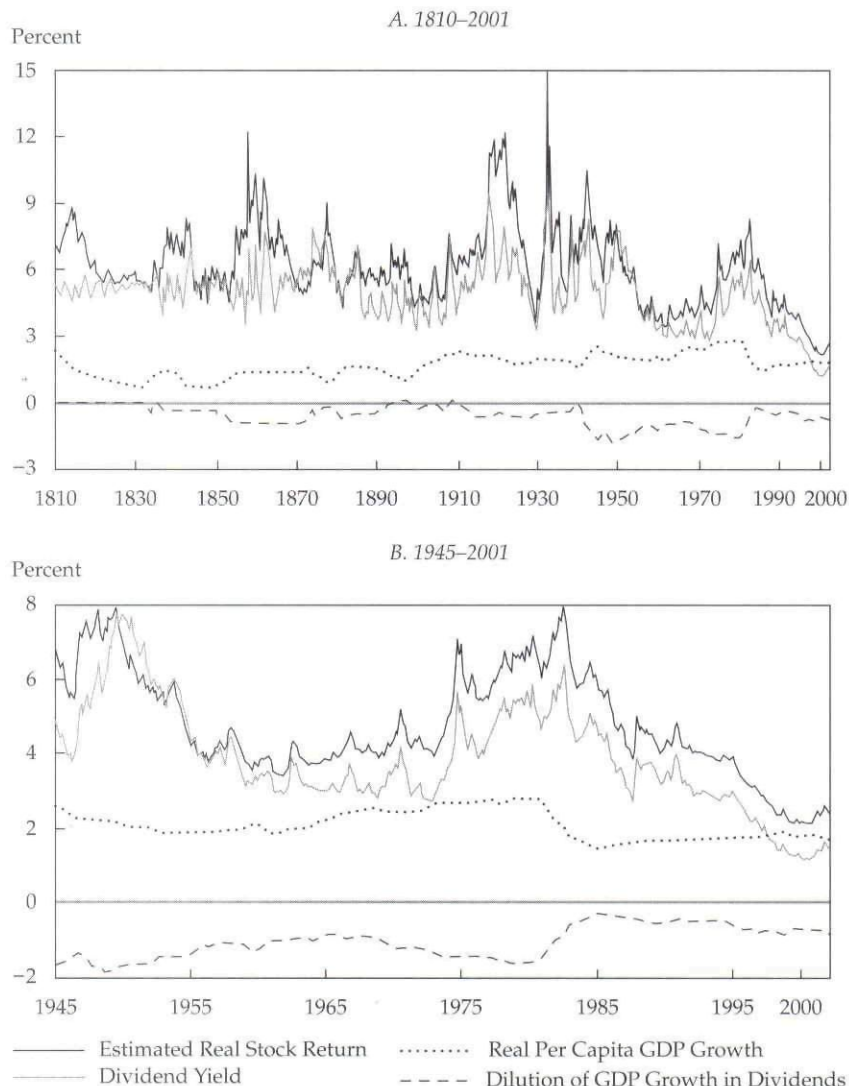 A. 1810–2001
Percent
15
12
9
6
3
0
−3
1810 1830 1850 1870 1890 1910 1930 1950 1970 1990 2000
B. 1945–2001
Percent
8
6
4
2
0
−2
1945 1955 1965 1975 1985 1995 2000
Estimated Real Stock Return
Real Per Capita GDP Growth
Dividend Yield
Dilution of GDP Growth in Dividends